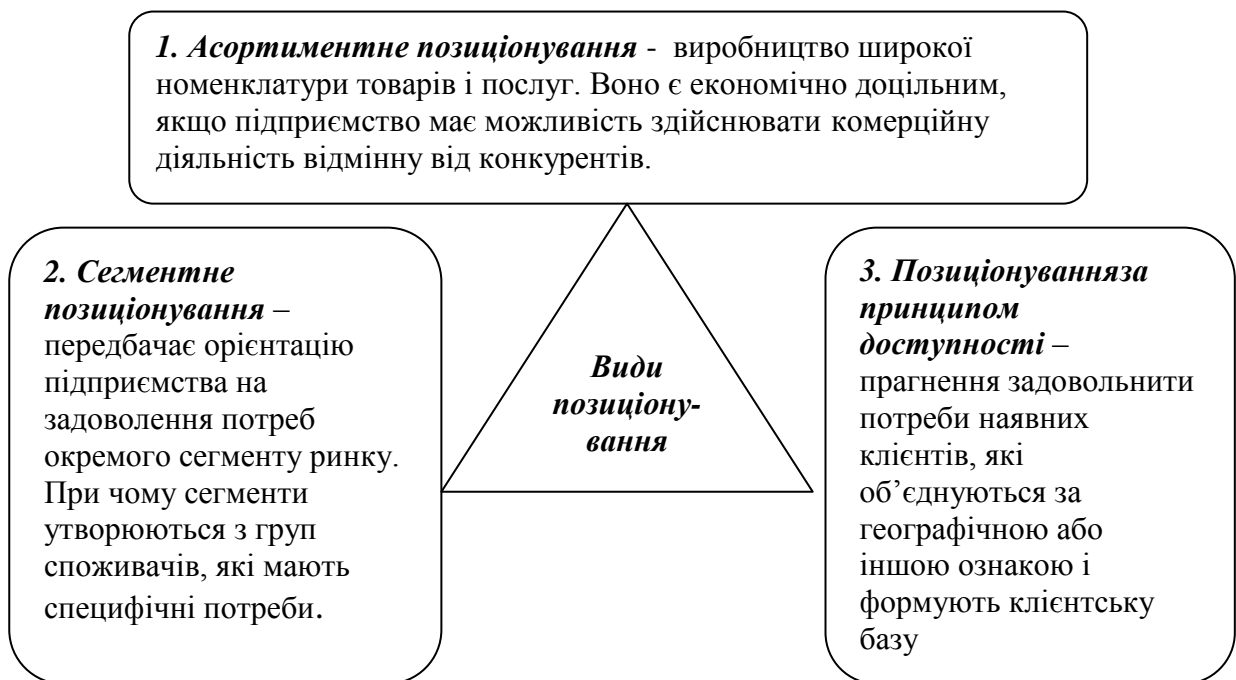 1. Асортиментне позиціонування - виробництво широкої
номенклатури товарів і послуг. Воно є економічно доцільним,
якщо підприємство має можливість здійснювати комерційну
діяльність відмінну від конкурентів.
2. Сегментне
позиціонування –
передбачає орієнтацію
підприємства на
задоволення потреб
окремого сегменту ринку.
При чому сегменти
утворюються з груп
споживачів, які мають
специфічні потреби.
Види
позиціону-
вання
3. Позиціонуванняза
принципом
доступності –
прагнення задовольнити
потреби наявних
клієнтів, які
об’єднуються за
географічною або
іншою ознакою і
формують клієнтську
базу